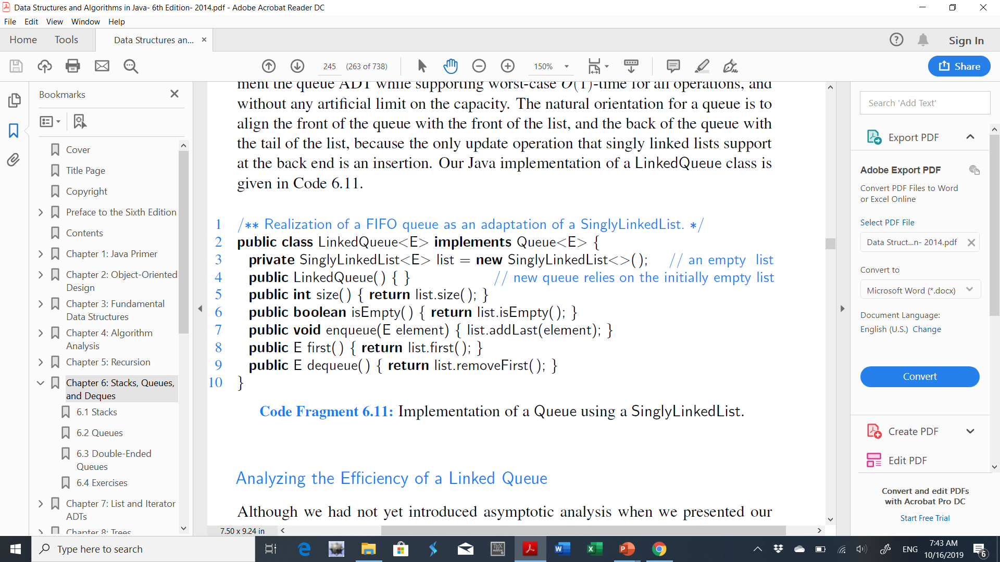 Data Structures and Algorithms in Java- 6th Edition- 2014.pdf - Adobe Acrobat Reader DC
File Edit View Window Help
Home Tools Data Structures an... ×
Sign In
245 (263 of 738) 150%
Share
Bookmarks
Cover
Title Page
Copyright
Preface to the Sixth Edition
Contents
Chapter 1: Java Primer
Chapter 2: Object-Oriented
Design
Chapter 3: Fundamental
Data Structures
Chapter 4: Algorithm
Analysis
Chapter 5: Recursion
Chapter 6: Stacks, Queues,
and Deques
6.1 Stacks
6.2 Queues
6.3 Double-Ended
Queues
6.4 Exercises
Chapter 7: List and Iterator
ADTs
Chapter 8: Trees
ment the queue ADT while supporting worst-case O(1)-time for all operations, and
without any artificial limit on the capacity. The natural orientation for a queue is to
align the front of the queue with the front of the list, and the back of the queue with
the tail of the list, because the only update operation that singly linked lists support
at the back end is an insertion. Our Java implementation of a LinkedQueue class is
given in Code 6.11.
1 /** Realization of a FIFO queue as an adaptation of a SinglyLinkedList. */
2 public class LinkedQueue<E> implements Queue<E> {
3 private SinglyLinkedList<E> list = new SinglyLinkedList<>(); // an empty list
4 public LinkedQueue() { } // new queue relies on the initially empty list
5 public int size() { return list.size(); }
6 public boolean isEmpty() { return list.isEmpty(); }
7 public void enqueue(E element) { list.addLast(element); }
8 public E first() { return list.first(); }
9 public E dequeue() { return list.removeFirst(); }
10 }
Code Fragment 6.11: Implementation of a Queue using a SinglyLinkedList.
Analyzing the Efficiency of a Linked Queue
Although we had not yet introduced asymptotic analysis when we presented our
7.50 x 9.24 in
Search 'Add Text'
Export PDF
Adobe Export PDF
Convert PDF Files to Word
or Excel Online
Select PDF File
Data Struct...n- 2014.pdf
Convert to
Microsoft Word (*.docx)
Document Language:
English (U.S.) Change
Convert
Create PDF
Edit PDF
Convert and edit PDFs
with Acrobat Pro DC
Start Free Trial
Type here to search
ENG
7:43 AM
10/16/2019
6